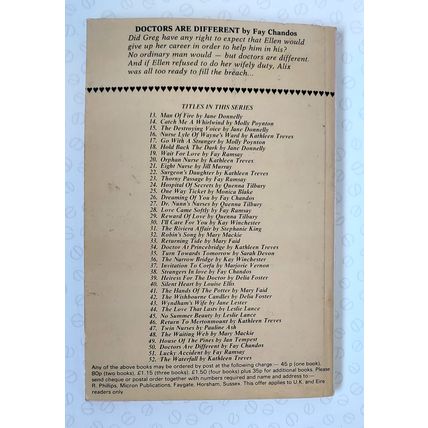 DOCTORS ARE DIFFERENT by Fay Chandos
Did Greg have any right to expect that Ellen would
give up her career in order to help him in his?
No ordinary man would — but doctors are different.
And if Ellen refused to do her wifely duty, Alix
was all too ready to fill the breach...
TITLES IN THIS SERIES
13. Man Of Fire by Jane Donnelly
14. Catch Me A Whirlwind by Molly Poynton
15. The Destroying Voice by Jane Donnelly
16. Nurse Lyle Of Wayne's Ward by Kathleen Treves
17. Go With A Stranger by Molly Poynton
18. Hold Back The Dark by Jane Donnelly
19. Wait For Love by Fay Ramsay
20. Orphan Nurse by Kathleen Treves
21. Eight Nurse by Jill Murray
22. Surgeon's Daughter by Kathleen Treves
23. Thorny Passage by Fay Ramsay
24. Hospital Of Secrets by Quenna Tilbury
25. One Way Ticket by Monica Blake
26. Dreaming Of You by Fay Chandos
27. Dr. Nunn's Nurses by Quenna Tilbury
28. Love Came Softly by Fay Ramsay
29. Reward Of Love by Quenna Tilbury
30. I'll Care For You by Kay Winchester
31. The Riviera Affair by Stephanie King
32. Robin's Song by Mary Mackie
33. Returning Tide by Mary Faid
34. Doctor At Princebridge by Kathleen Treves
35. Turn Towards Tomorrow by Sarah Devon
36. The Narrow Bridge by Kay Winchester
37. Invitation To Corfu by Marjorie Vernon
38. Strangers In love by Fay Chandos
39. Heiress For The Doctor by Delia Foster
40. Silent Heart by Louise Ellis
41. The Hands Of The Potter by Mary Faid
42. The Wishbourne Candles by Delia Foster
43. Wyndham's Wife by Jane Lester
44. The Love That Lasts by Leslie Lance
45. No Summer Beauty by Leslie Lance
46. Return To Mertonmount by Kathleen Treves
47. Twin Nurses by Pauline Ash
48. The Waiting Web by Mary Mackie
49. House Of The Pines by Jan Tempest
50. Doctors Are Different by Fay Chandos
51. Lucky Accident by Fay Ramsay
52. The Waterfall by Kathleen Treves
Any of the above books may be ordered by post at the following charge:— 45 p (one book),
80p (two books), £1.15 (three books), £1.50 (four books) plus 35p for additional books. Please
send cheque or postal order together with numbers required and name and address to—
R. Phillips, Micron Publications, Faygate, Horsham, Sussex. This offer applies to U.K. and Eire
readers only.